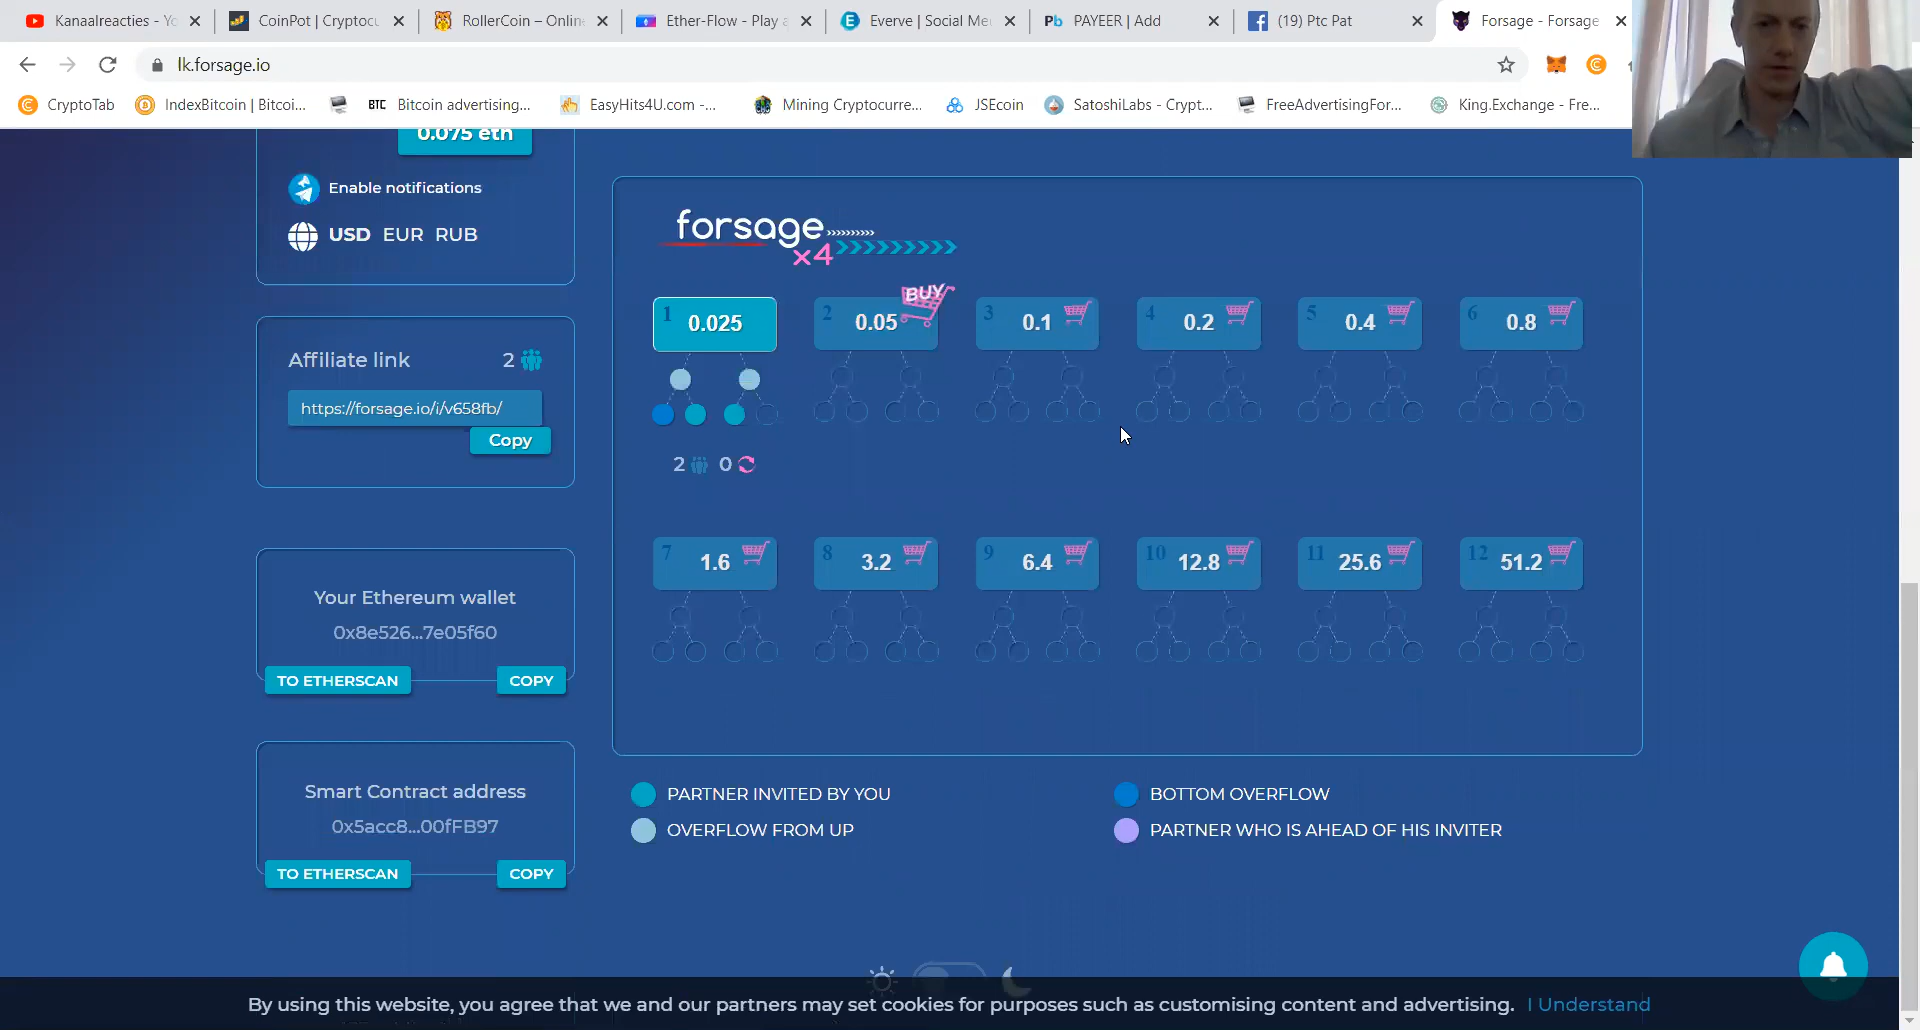 Kanaalreacties - Yo
CoinPot | Cryptocu
RollerCoin – Online
Ether-Flow - Play a
Everve | Social Me
PAYEER | Add
(19) Ptc Pat
Forsage - Forsage
lk.forsage.io
CryptoTab
IndexBitcoin | Bitcoi...
BTC Bitcoin advertising...
EasyHits4U.com -...
Mining Cryptocurre...
JSEcoin
SatoshiLabs - Crypt...
FreeAdvertisingFor...
King.Exchange - Fre...
0.075 eth
Enable notifications
USD EUR RUB
Affiliate link 2
https://forsage.io/i/v658fb/
Copy
Your Ethereum wallet
0x8e526...7e05f60
TO ETHERSCAN COPY
Smart Contract address
0x5acc8...00fFB97
TO ETHERSCAN COPY
forsage
x4
1 0.025
2 0.05 BUY
3 0.1
4 0.2
5 0.4
6 0.8
2 0
7 1.6
8 3.2
9 6.4
10 12.8
11 25.6
12 51.2
PARTNER INVITED BY YOU
BOTTOM OVERFLOW
OVERFLOW FROM UP
PARTNER WHO IS AHEAD OF HIS INVITER
By using this website, you agree that we and our partners may set cookies for purposes such as customising content and advertising. I Understand